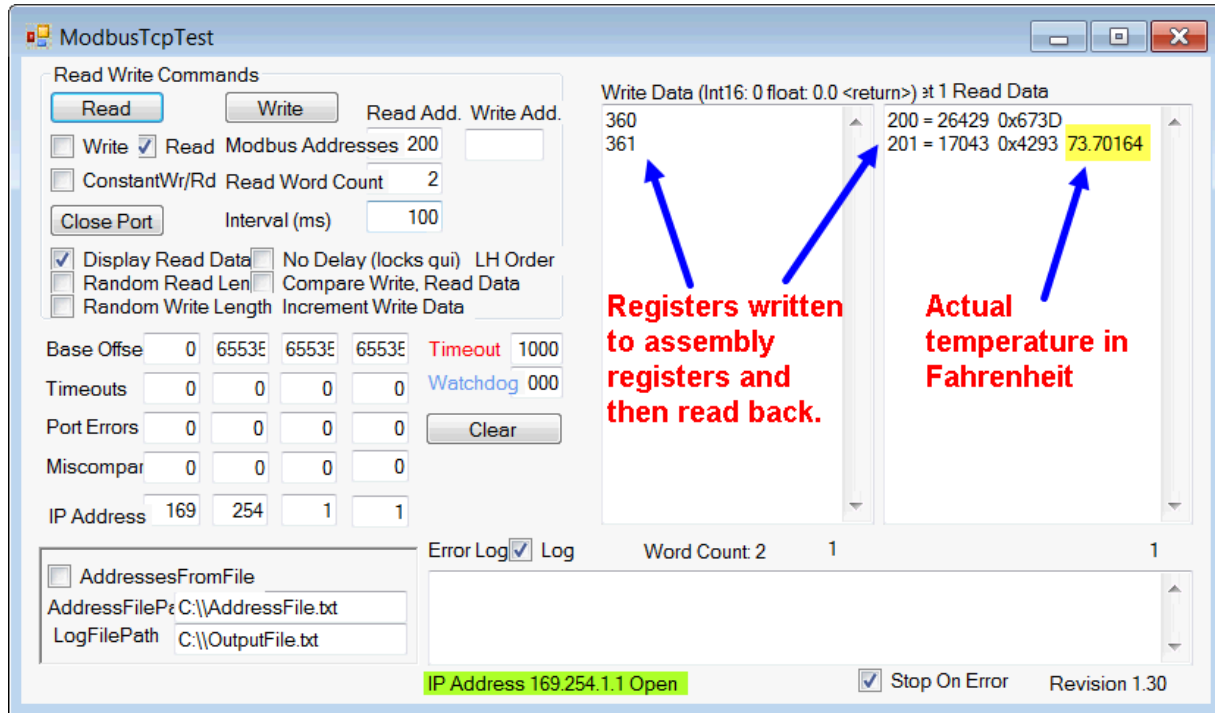 ModbusTcpTest
Read Write Commands
Read Write Read Add. Write Add.
Write Read Modbus Addresses 200
ConstantWr/Rd Read Word Count 2
Close Port Interval (ms) 100
Display Read Data No Delay (locks qui) LH Order
Random Read Len Compare Write, Read Data
Random Write Length Increment Write Data
Base Offse 0 6553 6553 6553 Timeout 1000
Timeouts 0 0 0 0 Watchdog 000
Port Errors 0 0 0 0 Clear
Miscompar 0 0 0 0
IP Address 169 254 1 1
Write Data (Int16: 0 float: 0.0 <return>) et 1 Read Data
360
361
200 = 26429 0x673D
201 = 17043 0x4293 73.70164
Registers written
to assembly
registers and
then read back.
Actual
temperature in
Fahrenheit
Error Log Log Word Count: 2 1 1
AddressesFromFile
AddressFilePa C:\\AddressFile.txt
LogFilePath C:\\OutputFile.txt
IP Address 169.254.1.1 Open Stop On Error Revision 1.30